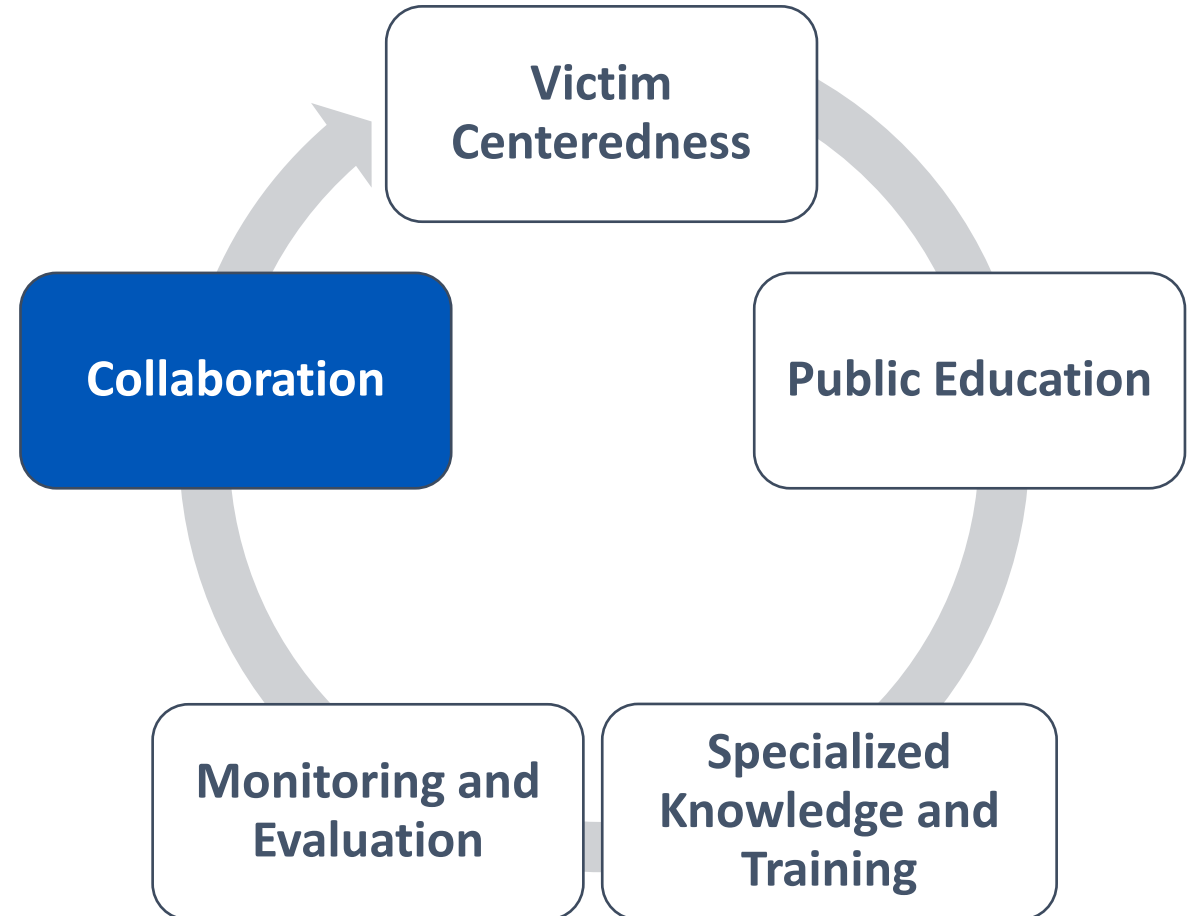 Victim
Centeredness
Public Education
Specialized
Knowledge and
Training
Monitoring and
Evaluation
Collaboration